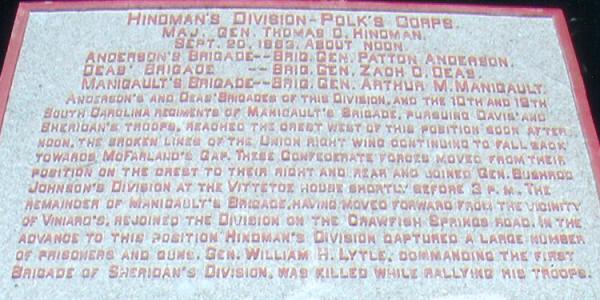 Hindman's Division-Polk's Corps.
Maj. Gen. Thomas C. Hindman.
Sept. 20, 1863, About Noon.
Anderson's Brigade--Brig. Gen. Patton Anderson.
Deas' Brigade --Brig. Gen. Zach C. Deas.
Manigault's Brigade--Brig. Gen. Arthur M. Manigault.
Anderson's and Deas' Brigades of this Division, and the 10th and 19th
South Carolina regiments of Manigault's Brigade, pursuing Davis' and
Sheridan's troops, reached the crest west of this position soon after
noon, the broken lines of the Union right wing continuing to fall back
towards McFarland's Gap. These Confederate forces moved from their
position on the crest to their right and rear and joined Gen. Bushrod
Johnson's Division at the Vittetoe house shortly before 3 P.M. The
remainder of Manigault's Brigade, having moved forward from the vicinity
of Viniard's, rejoined the Division on the Crawfish Springs road. In the
advance to this position Hindman's Division captured a large number
of prisoners and guns. Gen. William H. Lytle, commanding the First
Brigade of Sheridan's Division, was killed while rallying his troops.